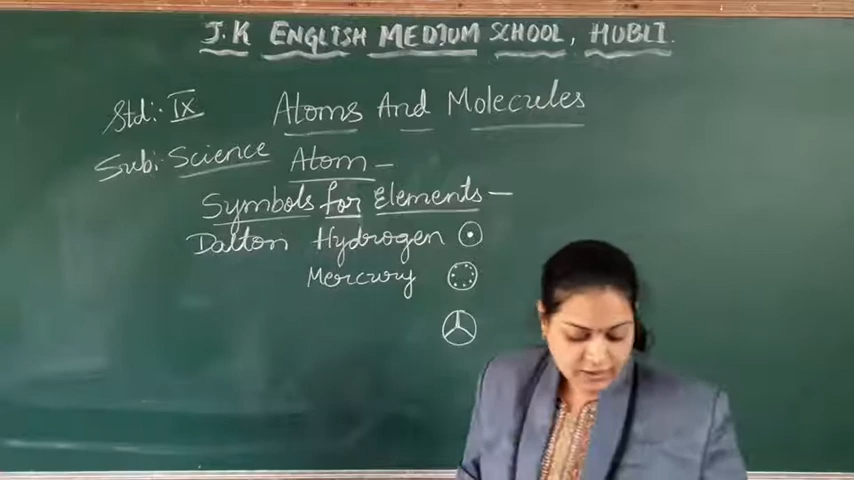 J.K ENGLISH MEDIUM SCHOOL, HUBLI.
Std:- IX Atoms And Molecules
Sub: Science Atom –
Symbols for Elements –
Dalton Hydrogen
Mercury